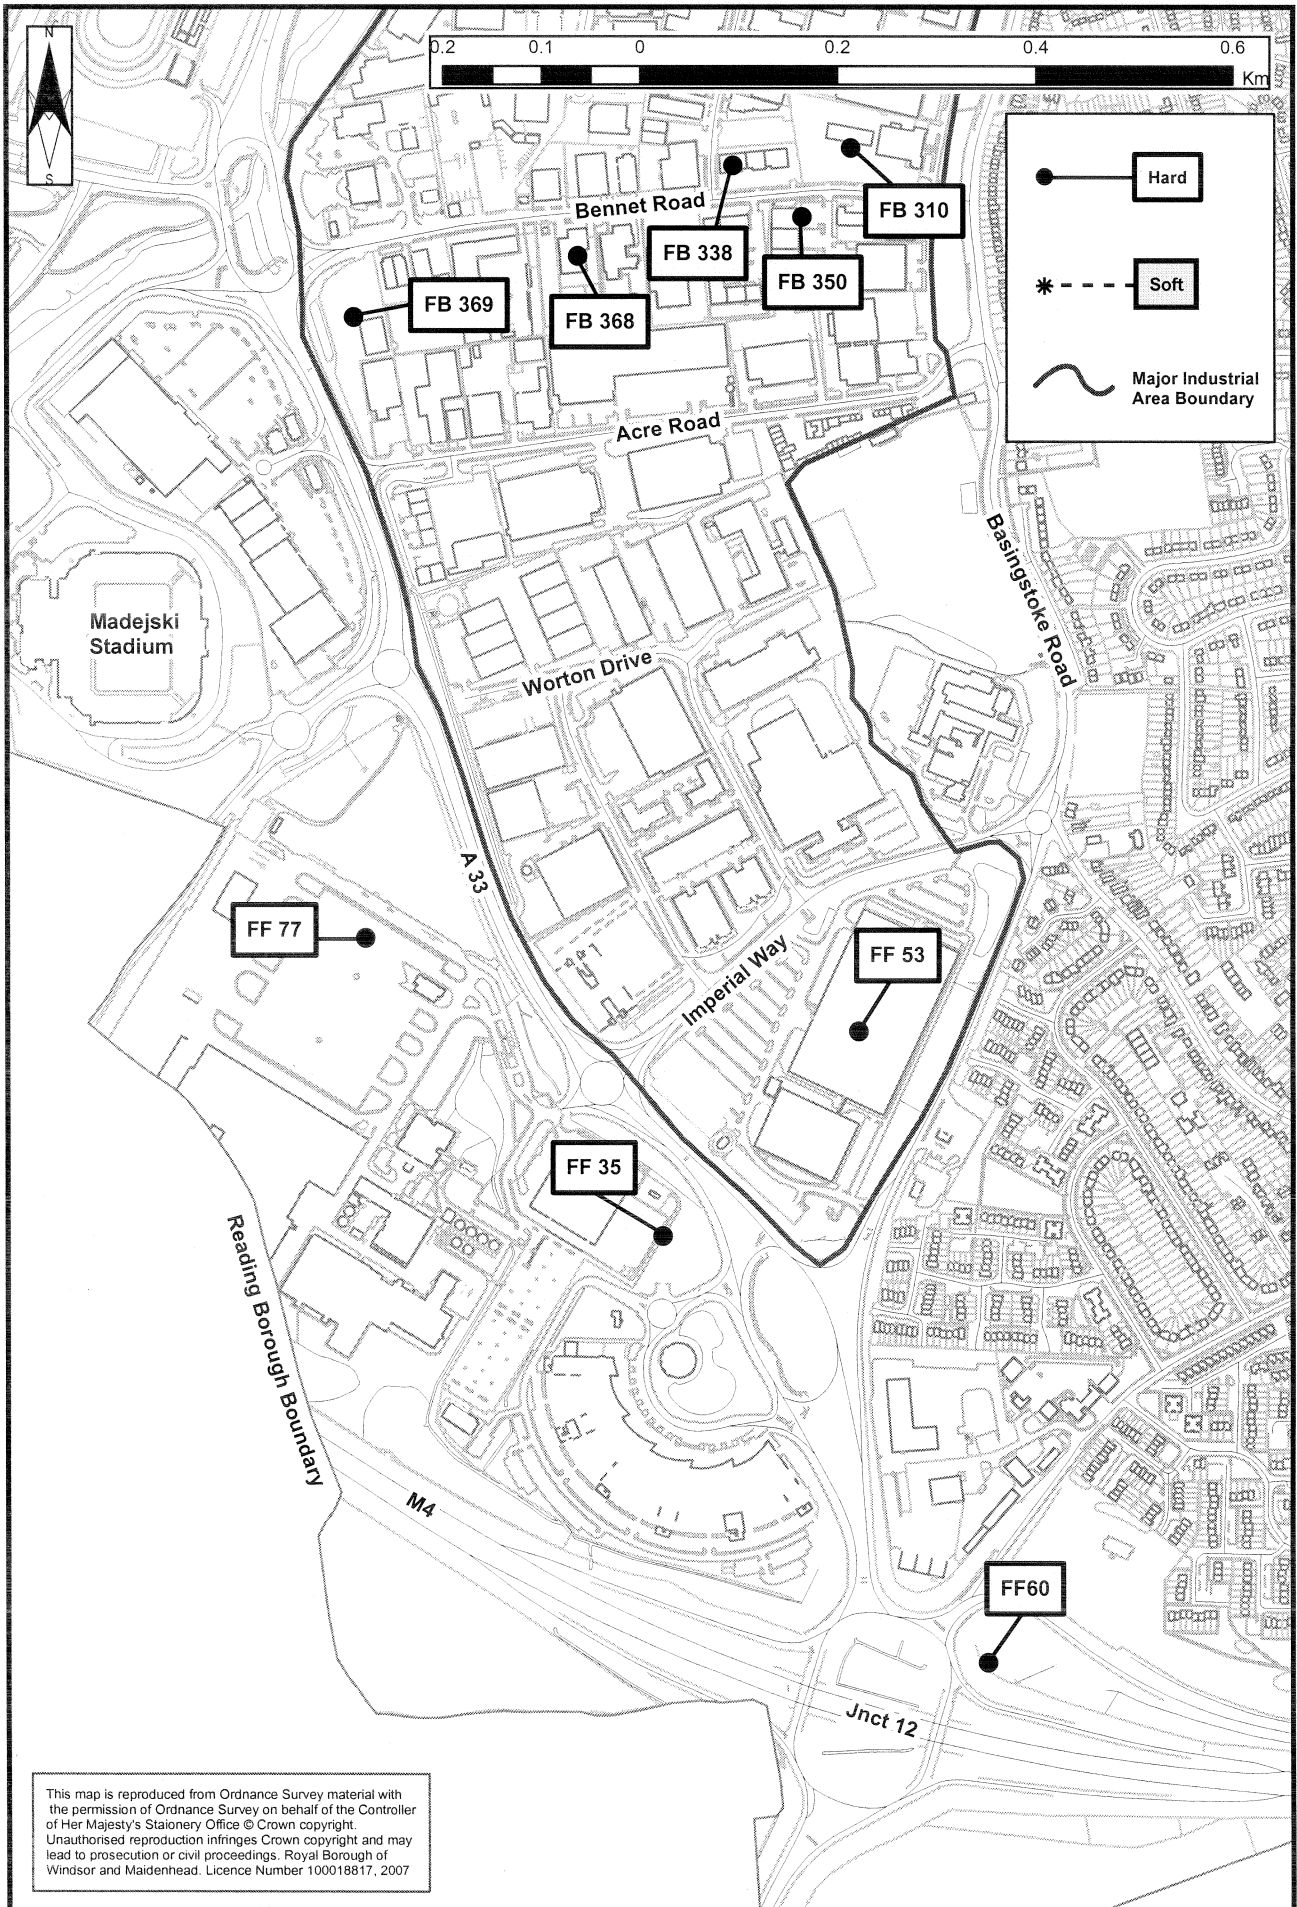 N
S
0.2 0.1 0 0.2 0.4 0.6
Km
Hard
Soft
Major Industrial
Area Boundary
Bennet Road
FB 310
FB 338
FB 350
FB 369
FB 368
Acre Road
Basingstoke Road
Madejski
Stadium
Worton Drive
A 33
FF 77
FF 53
Imperial Way
FF 35
Reading Borough Boundary
M4
FF60
Jnct 12
This map is reproduced from Ordnance Survey material with
the permission of Ordnance Survey on behalf of the Controller
of Her Majesty's Staionery Office © Crown copyright.
Unauthorised reproduction infringes Crown copyright and may
lead to prosecution or civil proceedings. Royal Borough of
Windsor and Maidenhead. Licence Number 100018817, 2007